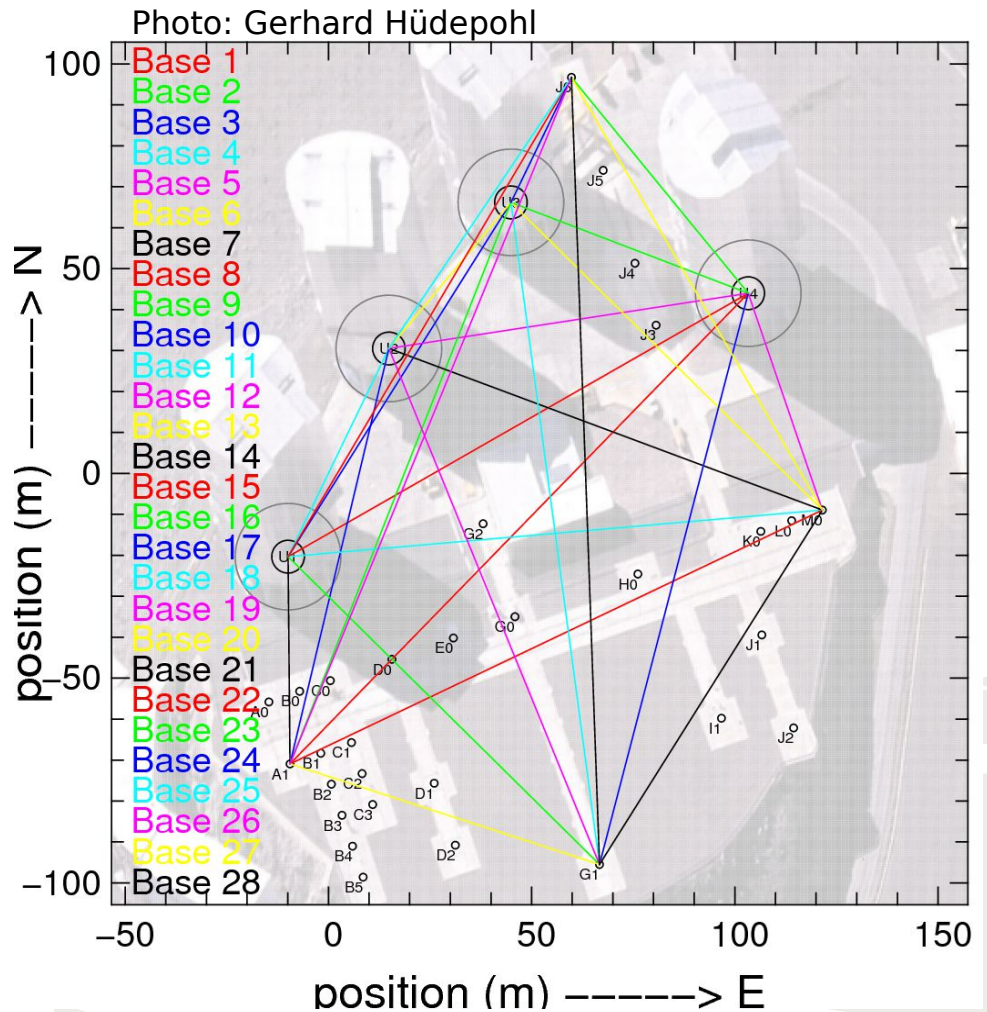 Photo: Gerhard Hüdepohl
Base 1
Base 2
Base 3
Base 4
Base 5
Base 6
Base 7
Base 8
Base 9
Base 10
Base 11
Base 12
Base 13
Base 14
Base 15
Base 16
Base 17
Base 18
Base 19
Base 20
Base 21
Base 22
Base 23
Base 24
Base 25
Base 26
Base 27
Base 28
100
50
0
−50
−100
position (m) −−−−−> N
J5
J4
J3
G2
K0
L0
M0
H0
G0
E0
D0
J1
C0
B0
A0
I1
J2
C1
B1
A1
C2
B2
D1
C3
B3
B4
D2
G1
B5
−50
0
50
100
150
position (m) −−−−−> E